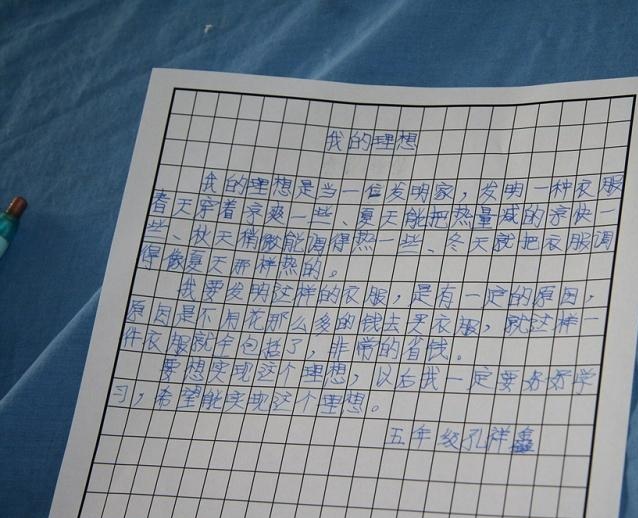 我的理想
我的理想是当一位发明家，发明一种衣服
春天穿着凉爽一些、夏天能把热量减的凉快一
些、秋天稍微能调得热一些、冬天就把衣服调
得像夏天那样热的。
我要发明这样的衣服，是有一定的原因，
原因是不用花那么多的钱去买衣服，就这样一
件衣服就全包括了，非常的省钱。
要想实现这个理想，以后我一定要好好学
习，希望能实现这个理想。
五年级孔祥鑫